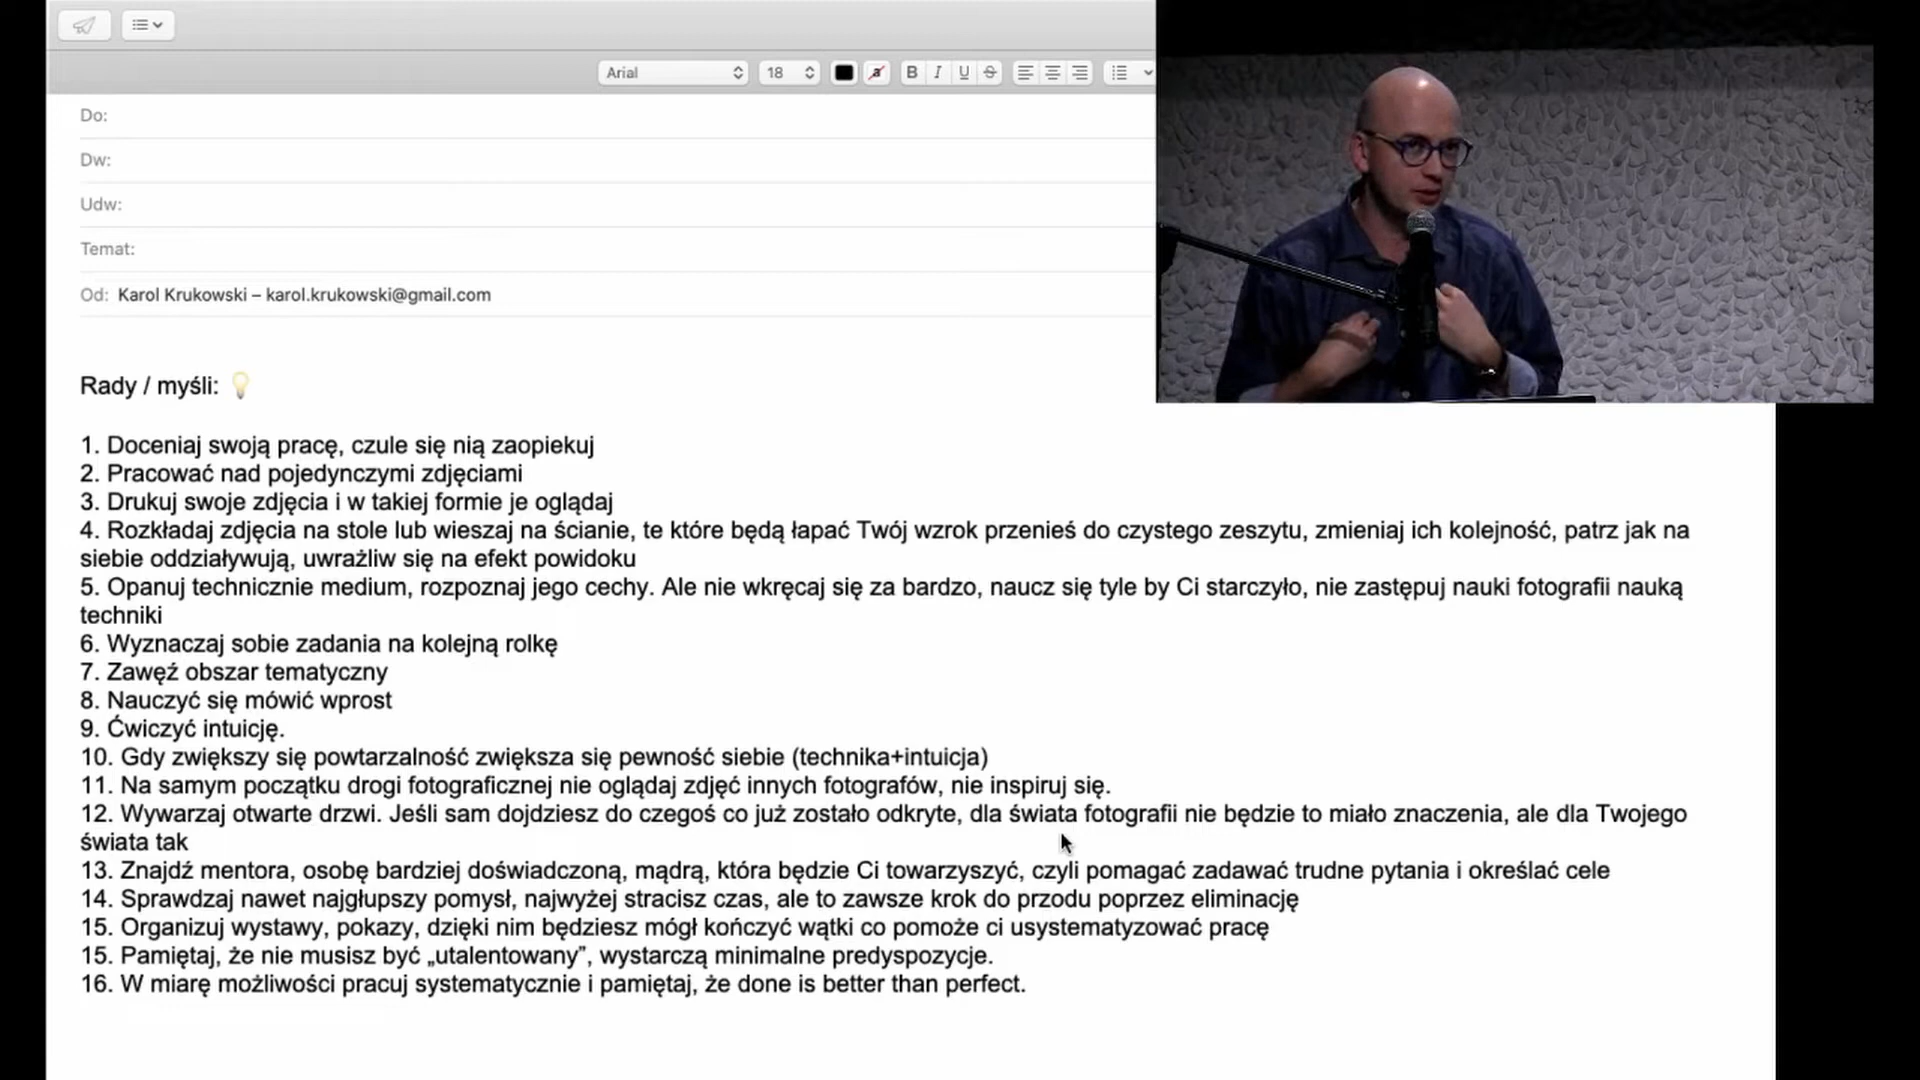 Arial
18
B I U S
Do:
Dw:
Udw:
Temat:
Od: Karol Krukowski – karol.krukowski@gmail.com
Rady / myśli:
1. Doceniaj swoją pracę, czule się nią zaopiekuj
2. Pracować nad pojedynczymi zdjęciami
3. Drukuj swoje zdjęcia i w takiej formie je oglądaj
4. Rozkładaj zdjęcia na stole lub wieszaj na ścianie, te które będą łapać Twój wzrok przenieś do czystego zeszytu, zmieniaj ich kolejność, patrz jak na
siebie oddziaływują, uwrażliw się na efekt powidoku
5. Opanuj technicznie medium, rozpoznaj jego cechy. Ale nie wkręcaj się za bardzo, naucz się tyle by Ci starczyło, nie zastępuj nauki fotografii nauką
techniki
6. Wyznaczaj sobie zadania na kolejną rolkę
7. Zawęź obszar tematyczny
8. Nauczyć się mówić wprost
9. Ćwiczyć intuicję.
10. Gdy zwiększy się powtarzalność zwiększa się pewność siebie (technika+intuicja)
11. Na samym początku drogi fotograficznej nie oglądaj zdjęć innych fotografów, nie inspiruj się.
12. Wywarzaj otwarte drzwi. Jeśli sam dojdziesz do czegoś co już zostało odkryte, dla świata fotografii nie będzie to miało znaczenia, ale dla Twojego
świata tak
13. Znajdź mentora, osobę bardziej doświadczoną, mądrą, która będzie Ci towarzyszyć, czyli pomagać zadawać trudne pytania i określać cele
14. Sprawdzaj nawet najgłupszy pomysł, najwyżej stracisz czas, ale to zawsze krok do przodu poprzez eliminację
15. Organizuj wystawy, pokazy, dzięki nim będziesz mógł kończyć wątki co pomoże ci usystematyzować pracę
15. Pamiętaj, że nie musisz być „utalentowany”, wystarczą minimalne predyspozycje.
16. W miarę możliwości pracuj systematycznie i pamiętaj, że done is better than perfect.